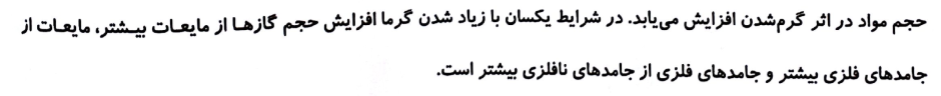 حجم مواد در اثر گرم‌شدن افزایش می‌یابد. در شرایط یکسان با زیاد شدن گرما افزایش حجم گازها از مایعات بیشتر، مایعات از
جامدهای فلزی بیشتر و جامدهای فلزی از جامدهای نافلزی بیشتر است.